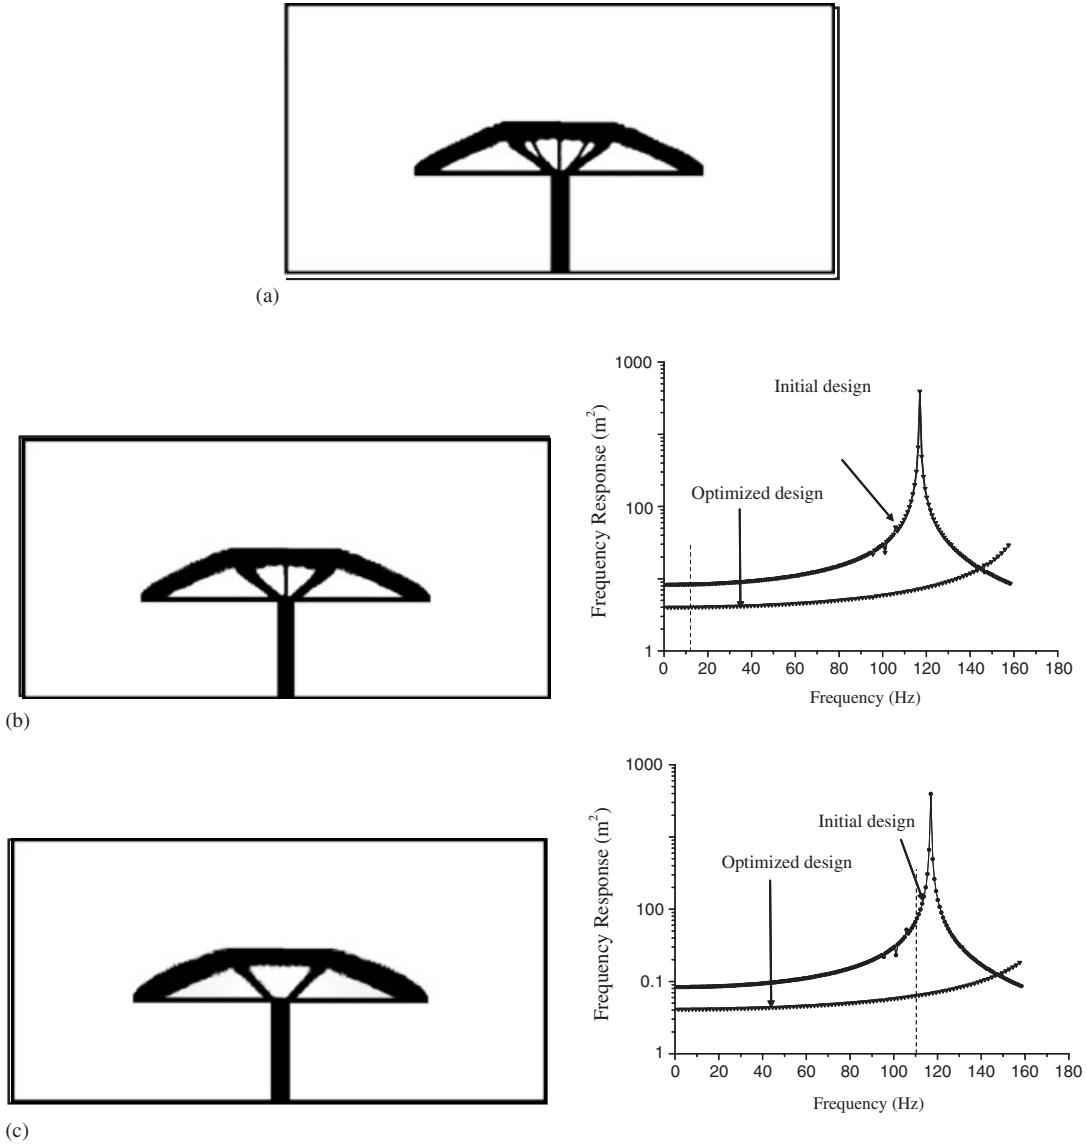 (a)
1000
100
1
Frequency Response (m²)
Initial design
Optimized design
0 20 40 60 80 100 120 140 160 180
Frequency (Hz)
(b)
1000
100
0.1
1
Frequency Response (m²)
Initial design
Optimized design
0 20 40 60 80 100 120 140 160 180
Frequency (Hz)
(c)